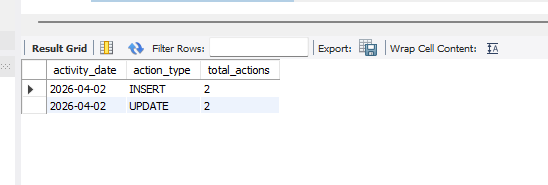 Result Grid Filter Rows: Export: Wrap Cell Content: IA
activity_date action_type total_actions
2026-04-02 INSERT 2
2026-04-02 UPDATE 2